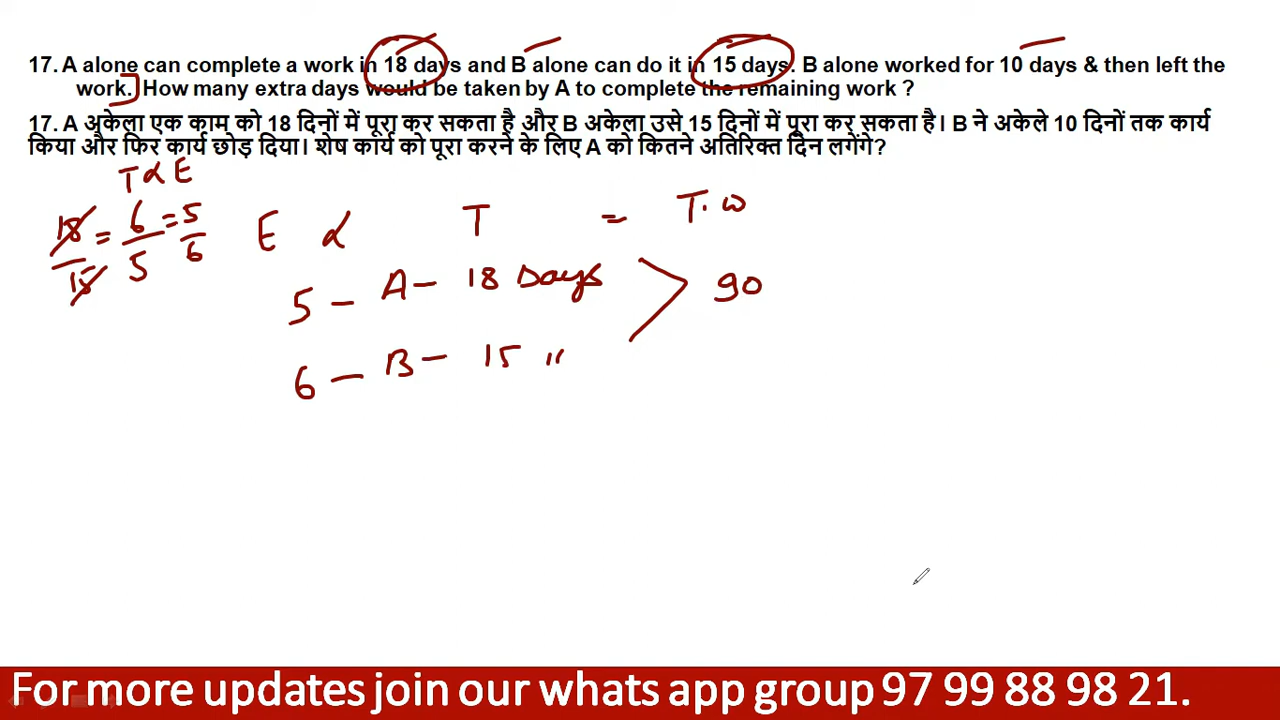 17. A alone can complete a work in 18 days and B alone can do it in 15 days. B alone worked for 10 days & then left the
work. How many extra days would be taken by A to complete the remaining work ?
17. A अकेला एक काम को 18 दिनों में पूरा कर सकता है और B अकेला उसे 15 दिनों में पूरा कर सकता है। B ने अकेले 10 दिनों तक कार्य
किया और फिर कार्य छोड़ दिया। शेष कार्य को पूरा करने के लिए A को कितने अतिरिक्त दिन लगेंगे?
T ∝ E
18/15 = 6/5 = 5/6
E ∝ T = T.W
5 - A - 18 Days
90
6 - B - 15 "
For more updates join our whats app group 97 99 88 98 21.